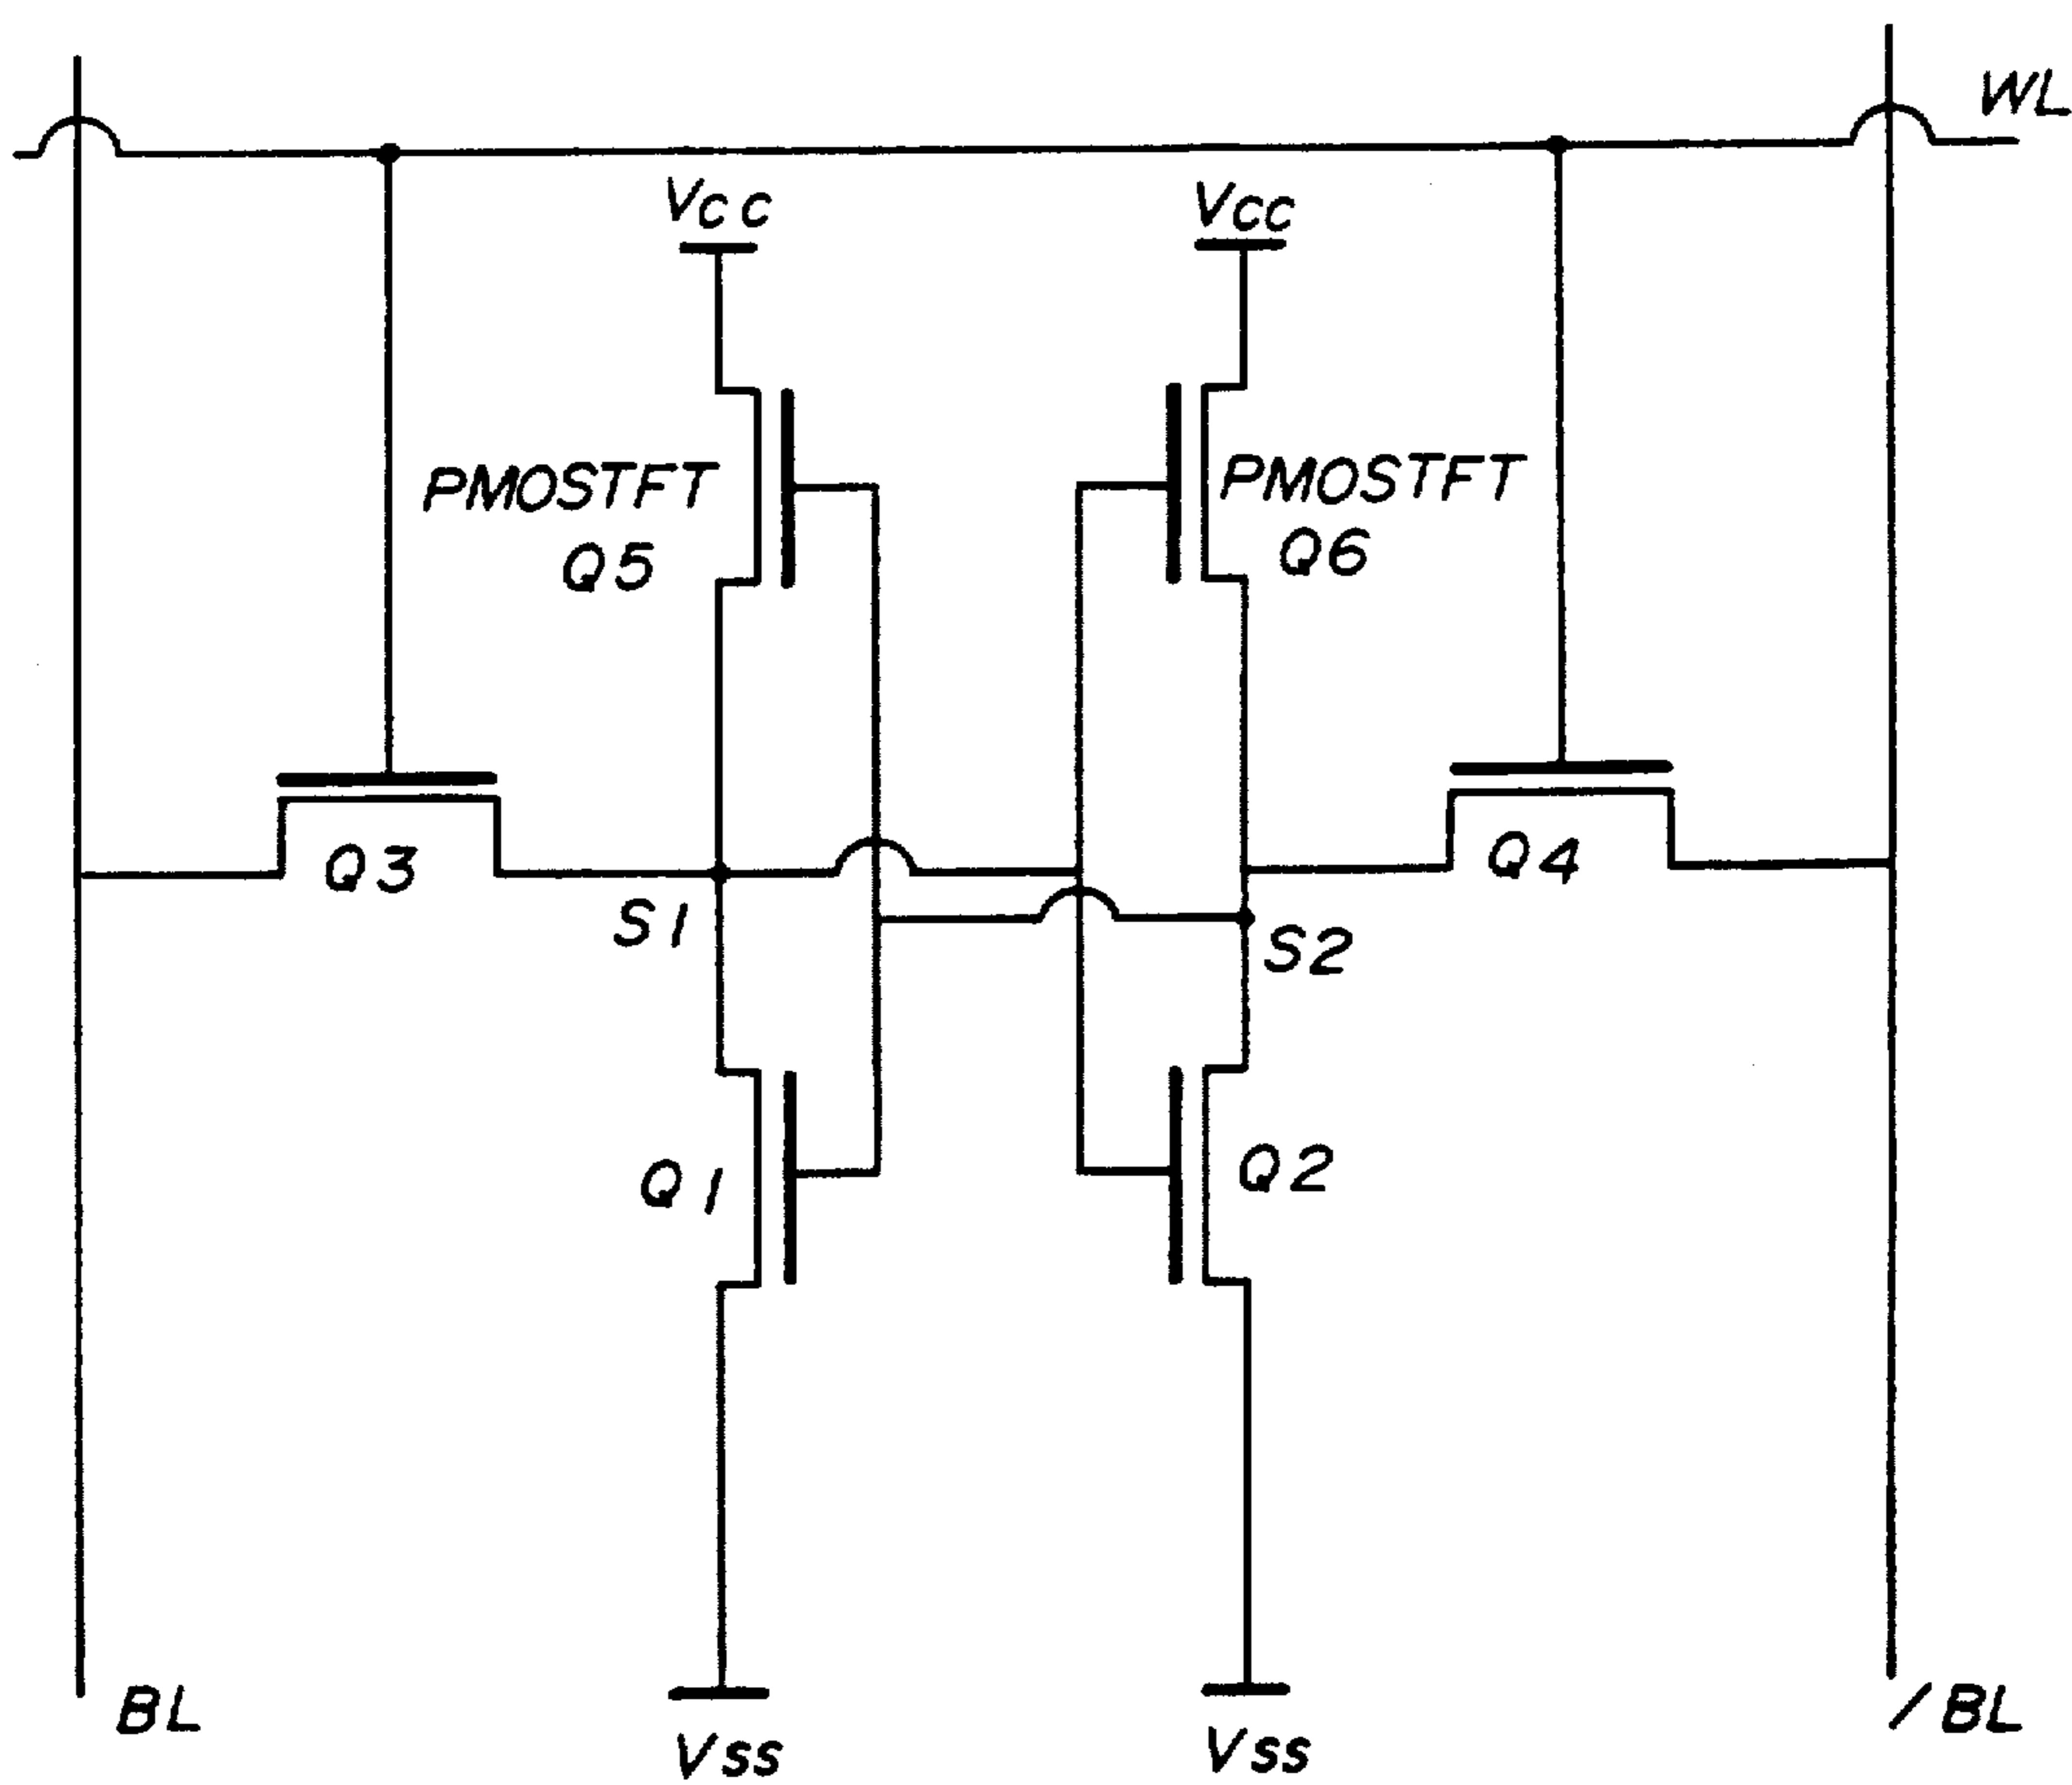 WL
Vcc
Vcc
PMOSTFT
Q5
PMOSTFT
Q6
Q3
Q4
S1
S2
Q1
Q2
BL
/BL
Vss
Vss